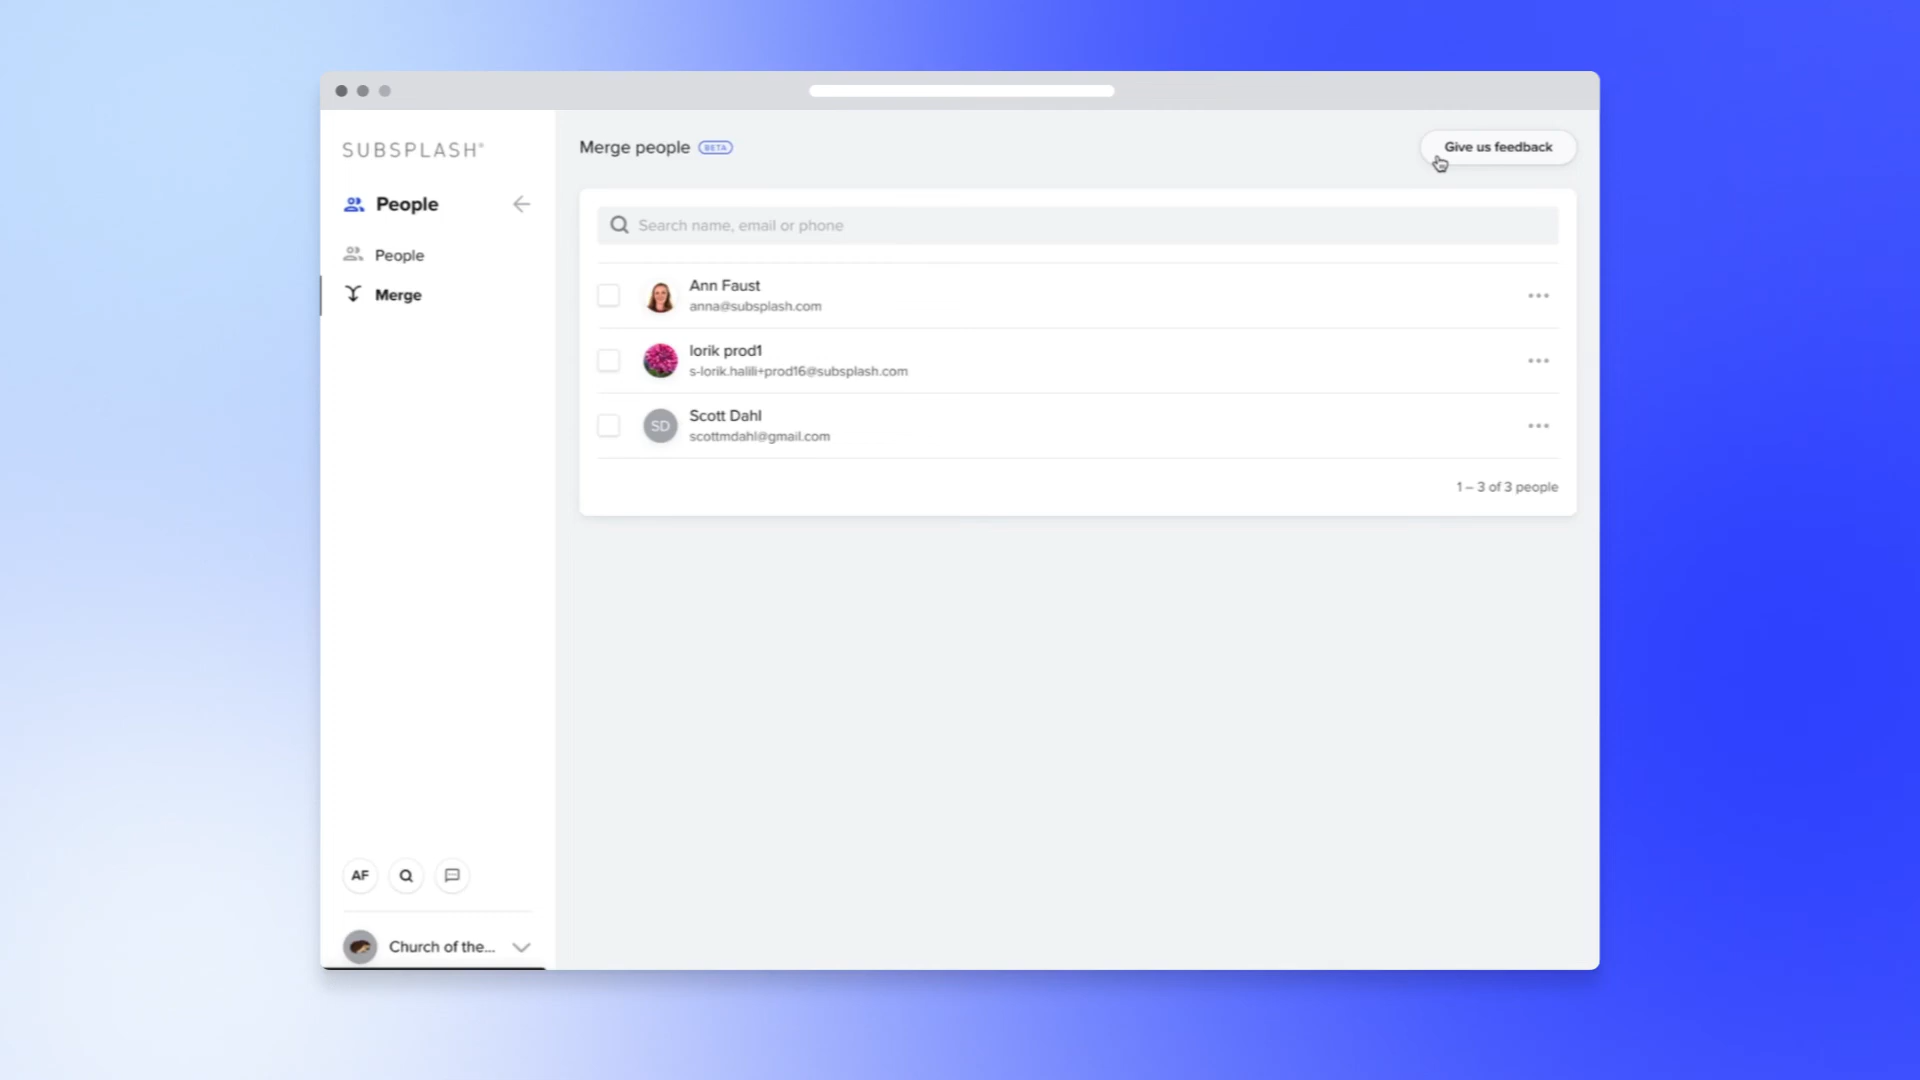 SUBSPLASH®
People
People
Merge
Merge people BETA
Give us feedback
Search name, email or phone
Ann Faust
anna@subsplash.com
lorik prod1
s-lorik.halili+prod16@subsplash.com
SD
Scott Dahl
scottmdahl@gmail.com
1 – 3 of 3 people
AF
Church of the...